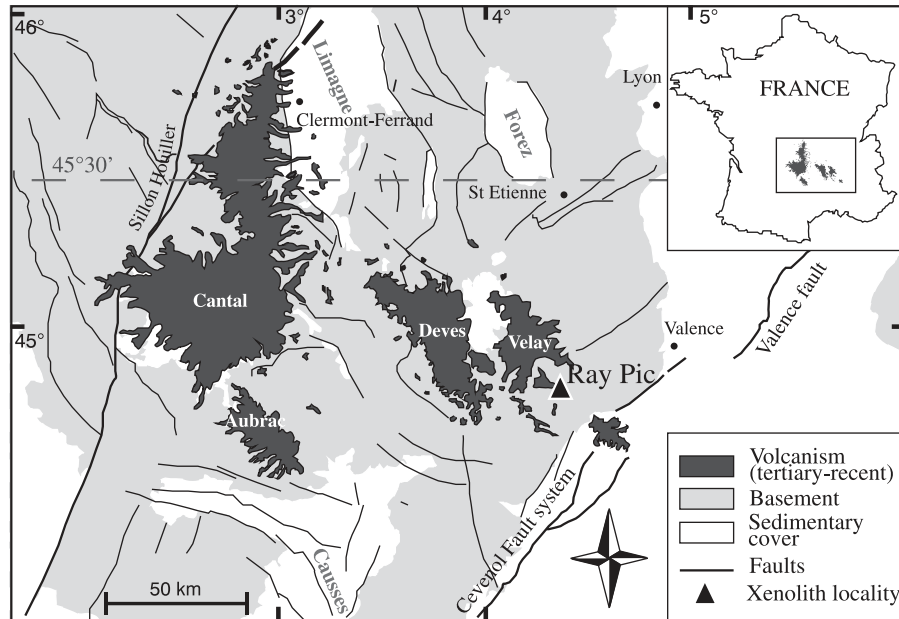 46°
3°
4°
5°
Limagne
Clermont-Ferrand
Forez
Lyon
FRANCE
45°30'
Sillon Houiller
St Etienne
Cantal
Deves
Velay
Valence
Valence fault
45°
Ray Pic
Aubrac
Cevenol Fault system
Causses
50 km
Volcanism
(tertiary-recent)
Basement
Sedimentary
cover
Faults
Xenolith locality